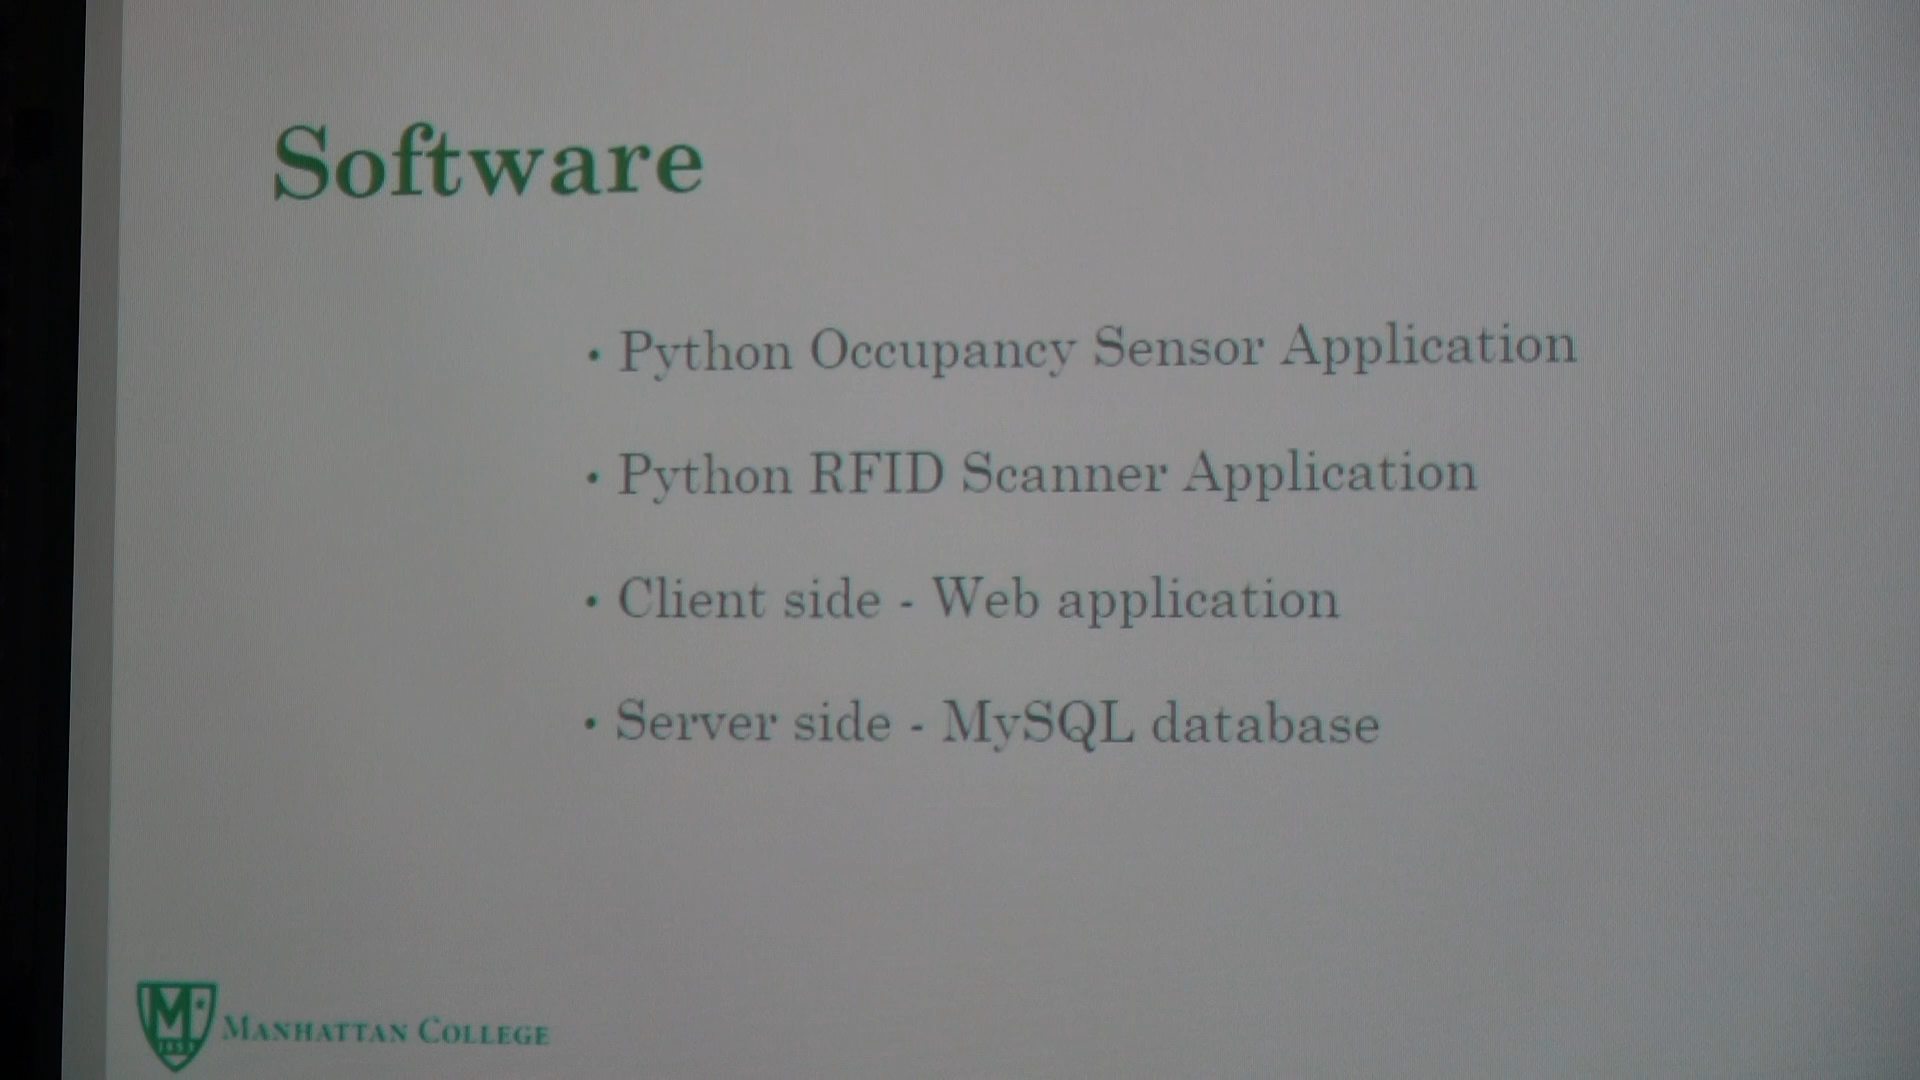 Software
• Python Occupancy Sensor Application
• Python RFID Scanner Application
• Client side - Web application
• Server side - MySQL database
M
1853
MANHATTAN COLLEGE